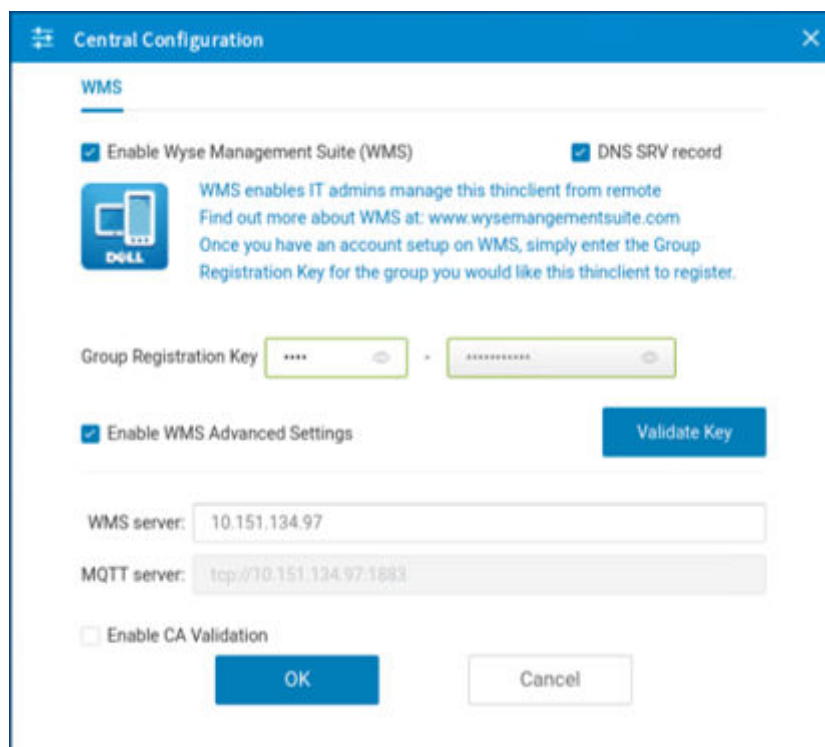 Central Configuration
WMS
Enable Wyse Management Suite (WMS)
DNS SRV record
WMS enables IT admins manage this thinclient from remote
Find out more about WMS at: www.wysemangementsuite.com
Once you have an account setup on WMS, simply enter the Group
Registration Key for the group you would like this thinclient to register.
DELL
Group Registration Key •••• - •••••••••••
Enable WMS Advanced Settings
Validate Key
WMS server: 10.151.134.97
MQTT server: tcp://10.151.134.97:1883
Enable CA Validation
OK
Cancel